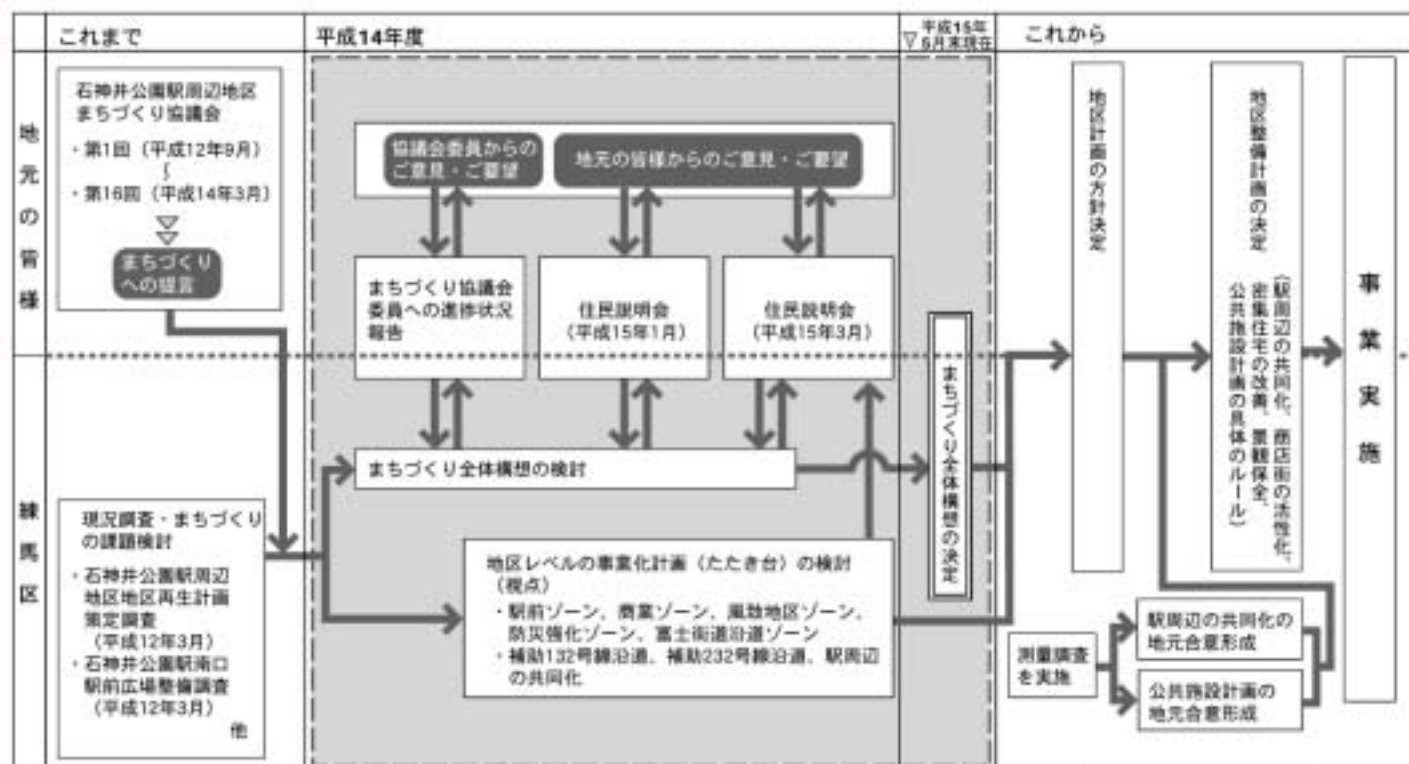 これまで
平成14年度
平成15年
▽5月末現在
これから
地元の皆様
練馬区
石神井公園駅周辺地区
まちづくり協議会
・第1回（平成12年9月）
〜
・第16回（平成14年3月）
まちづくり
への提言
現況調査・まちづくり
の課題検討
・石神井公園駅周辺
地区地区再生計画
策定調査
（平成12年3月）
・石神井公園駅南口
駅前広場整備調査
（平成12年3月）
他
協議会委員からの
ご意見・ご要望
地元の皆様からのご意見・ご要望
まちづくり協議会
委員への進捗状況
報告
住民説明会
（平成15年1月）
住民説明会
（平成15年3月）
まちづくり全体構想の検討
地区レベルの事業化計画（たたき台）の検討
（視点）
・駅前ゾーン、商業ゾーン、風致地区ゾーン、
防災強化ゾーン、富士街道沿道ゾーン
・補助132号線沿道、補助232号線沿道、駅周辺
の共同化
まちづくり全体構想の決定
地区計画の方針決定
地区整備計画の決定
（駅周辺の共同化、商店街の活性化、
密集住宅の改善、景観保全、
公共施設計画の具体のルール）
事業実施
測量調査
を実施
駅周辺の共同化の
地元合意形成
公共施設計画の
地元合意形成